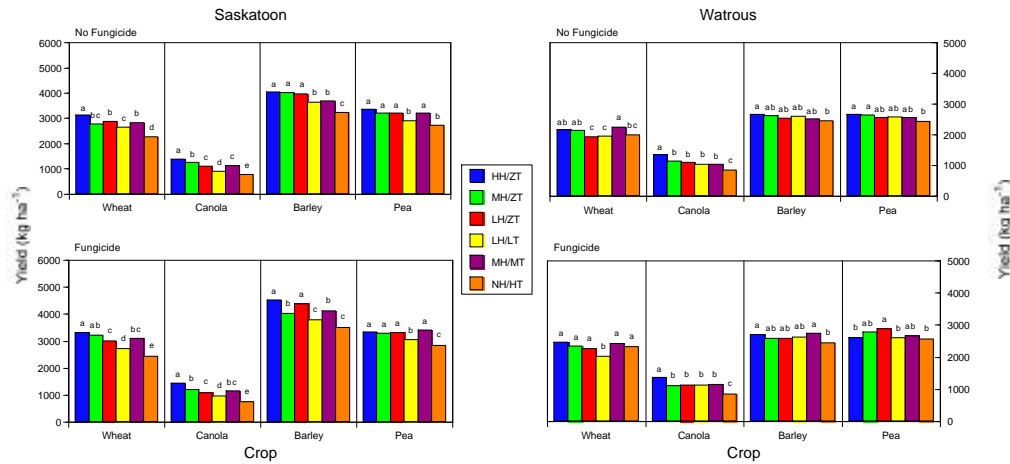 Saskatoon
No Fungicide
6000
5000
4000
3000
2000
1000
0
a bc b c b d
a b c d c e
a a a b b c
a a a b a c
Wheat Canola Barley Pea
Fungicide
6000
5000
4000
3000
2000
1000
0
a ab c d bc e
a b c d bc e
a b a c b c
a a a b a c
Wheat Canola Barley Pea
Crop
Yield (kg ha⁻¹)
HH/ZT
MH/ZT
LH/ZT
LH/LT
MH/MT
NH/HT
Watrous
No Fungicide
5000
4000
3000
2000
1000
0
ab ab c c a bc
a b b b b c
a ab ab ab ab b
a a ab ab ab b
Wheat Canola Barley Pea
Fungicide
5000
4000
3000
2000
1000
0
a a a b a a
a b b b b c
a ab ab ab a b
b ab a b ab b
Wheat Canola Barley Pea
Crop
Yield (kg ha⁻¹)